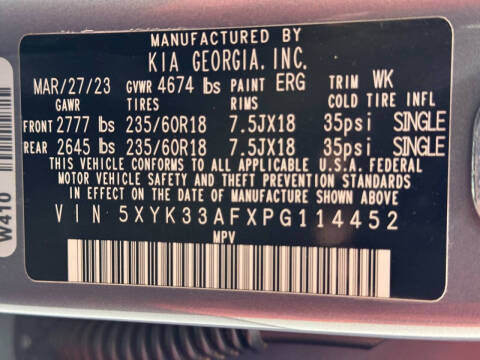 MANUFACTURED BY
KIA GEORGIA. INC.
MAR/27/23 GVWR 4674 lbs PAINT ERG TRIM WK
GAWR TIRES RIMS COLD TIRE INFL
FRONT 2777 lbs 235/60R18 7.5JX18 35psi SINGLE
REAR 2645 lbs 235/60R18 7.5JX18 35psi SINGLE
THIS VEHICLE CONFORMS TO ALL APPLICABLE U.S.A. FEDERAL
MOTOR VEHICLE SAFETY AND THEFT PREVENTION STANDARDS
IN EFFECT ON THE DATE OF MANUFACTURE SHOWN ABOVE.
VIN 5XYK33AFXPG114452
MPV
W410